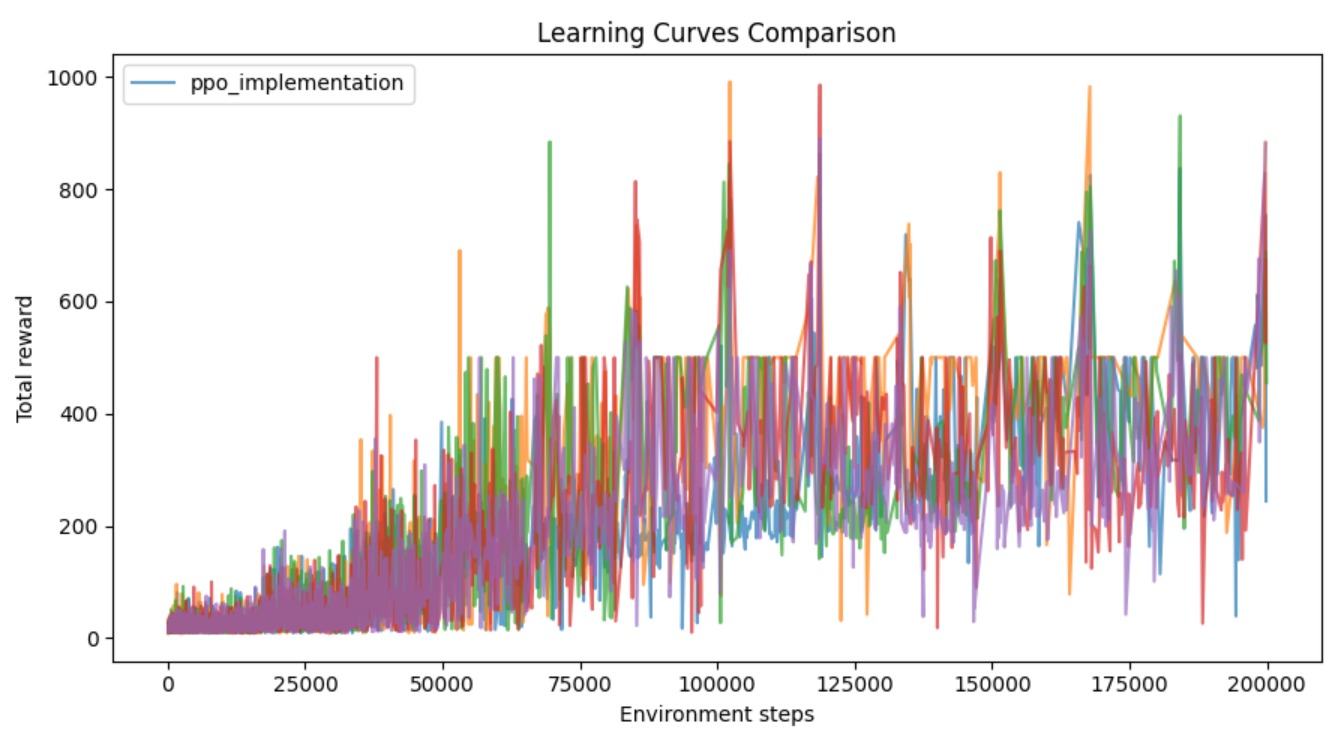 Learning Curves Comparison
ppo_implementation
1000
800
600
400
200
0
Total reward
0 25000 50000 75000 100000 125000 150000 175000 200000
Environment steps